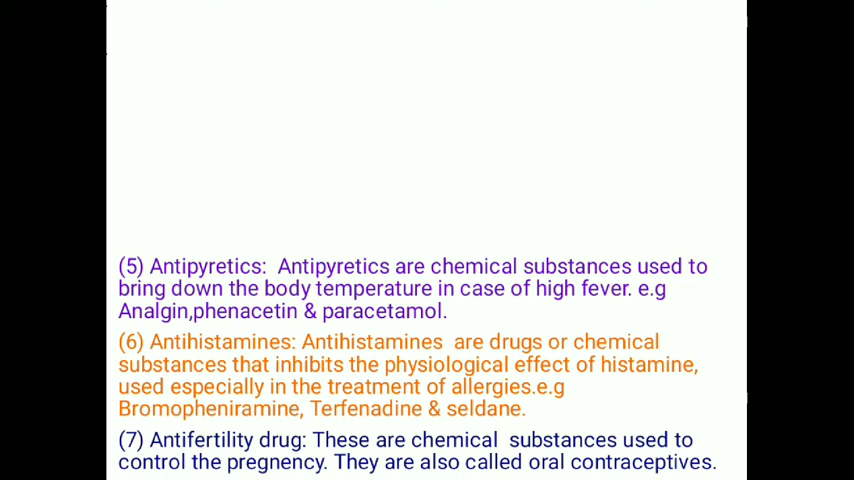 (5) Antipyretics:  Antipyretics are chemical substances used to
bring down the body temperature in case of high fever. e.g
Analgin,phenacetin & paracetamol.
(6) Antihistamines: Antihistamines  are drugs or chemical
substances that inhibits the physiological effect of histamine,
used especially in the treatment of allergies.e.g
Bromopheniramine, Terfenadine & seldane.
(7) Antifertility drug: These are chemical  substances used to
control the pregnancy. They are also called oral contraceptives.